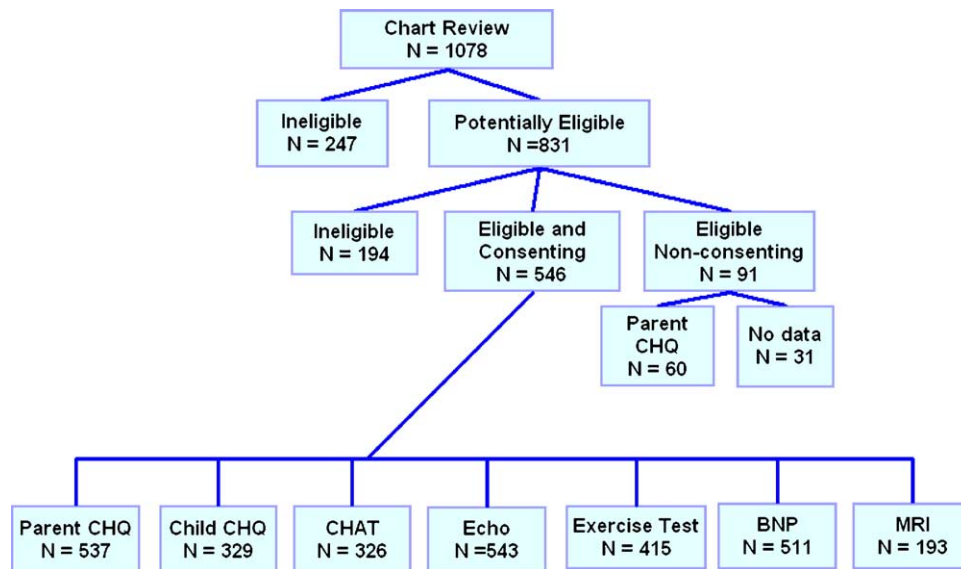 Chart Review
N = 1078
Ineligible
N = 247
Potentially Eligible
N =831
Ineligible
N = 194
Eligible and
Consenting
N = 546
Eligible
Non-consenting
N = 91
Parent
CHQ
N = 60
No data
N = 31
Parent CHQ
N = 537
Child CHQ
N = 329
CHAT
N = 326
Echo
N =543
Exercise Test
N = 415
BNP
N = 511
MRI
N = 193